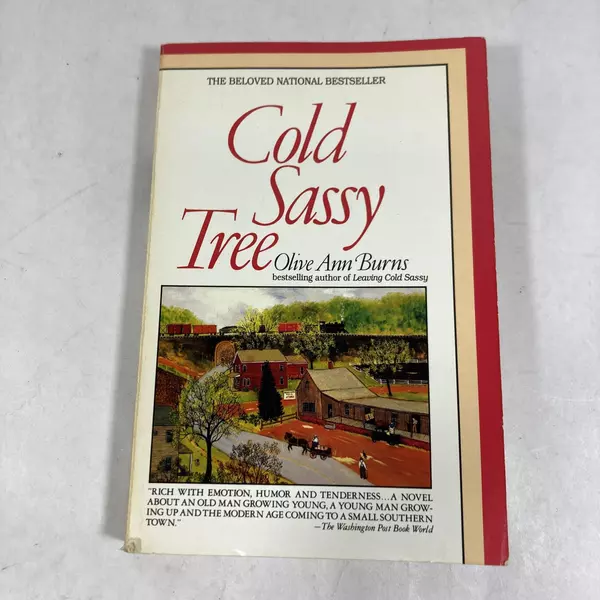 THE BELOVED NATIONAL BESTSELLER
Cold
Sassy
Tree
Olive Ann Burns
bestselling author of Leaving Cold Sassy
"RICH WITH EMOTION, HUMOR AND TENDERNESS...A NOVEL
ABOUT AN OLD MAN GROWING YOUNG, A YOUNG MAN GROW-
ING UP AND THE MODERN AGE COMING TO A SMALL SOUTHERN
TOWN."
—The Washington Post Book World